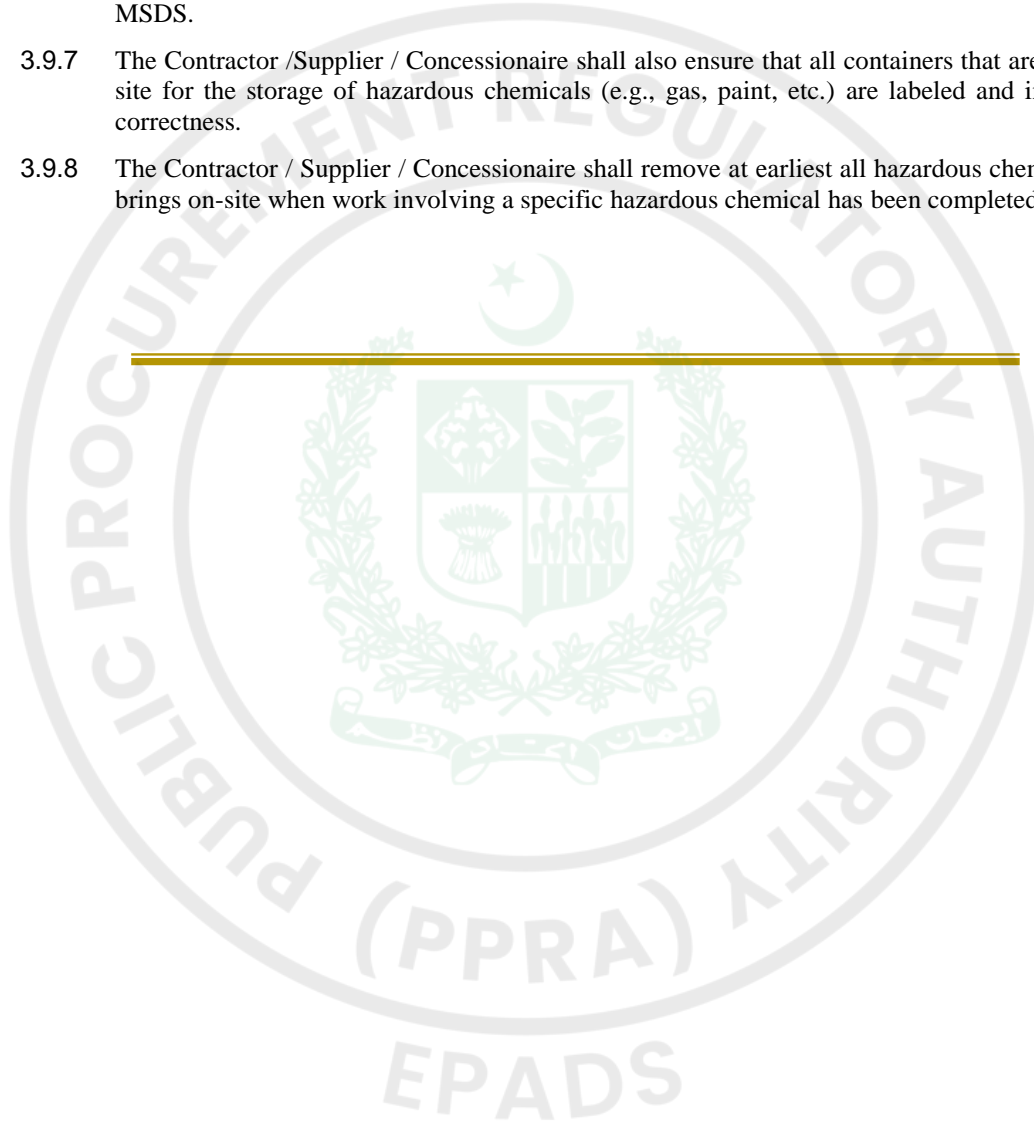 MSDS.
3.9.7 The Contractor /Supplier / Concessionaire shall also ensure that all containers that are
site for the storage of hazardous chemicals (e.g., gas, paint, etc.) are labeled and
correctness.
3.9.8 The Contractor / Supplier / Concessionaire shall remove at earliest all hazardous
brings on-site when work involving a specific hazardous chemical has been completed
PUBLIC PROCUREMENT REGULATORY AUTHORITY
(PPRA)
EPADS